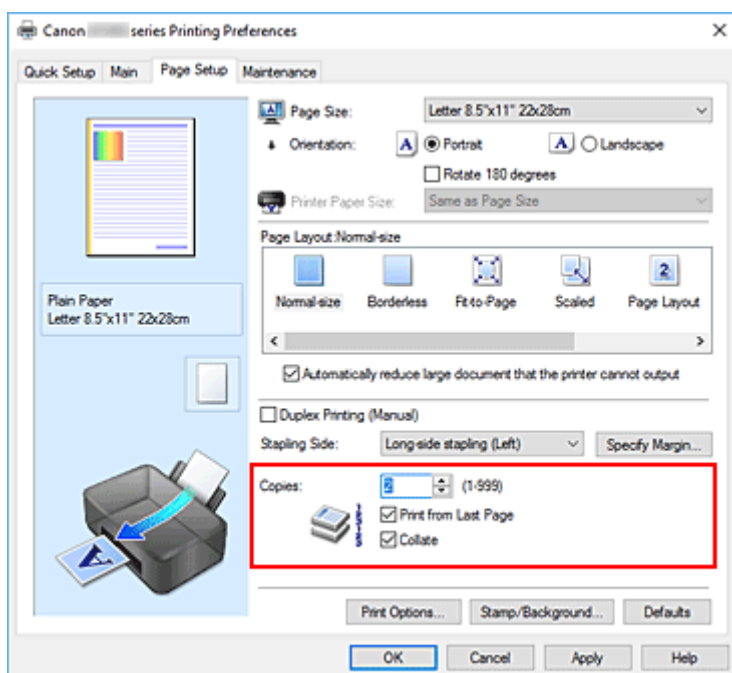 Canon series Printing Preferences
Quick Setup Main Page Setup Maintenance
Page Size: Letter 8.5"x11" 22x28cm
Orientation: A Portrait A Landscape
Rotate 180 degrees
Printer Paper Size: Same as Page Size
Page Layout:Normal-size
2
Normal-size Borderless Fit-to-Page Scaled Page Layout
Plain Paper
Letter 8.5"x11" 22x28cm
Automatically reduce large document that the printer cannot output
Duplex Printing (Manual)
Stapling Side: Long-side stapling (Left) Specify Margin...
Copies: 2 (1-999)
Print from Last Page
Collate
A
Print Options... Stamp/Background... Defaults
OK Cancel Apply Help